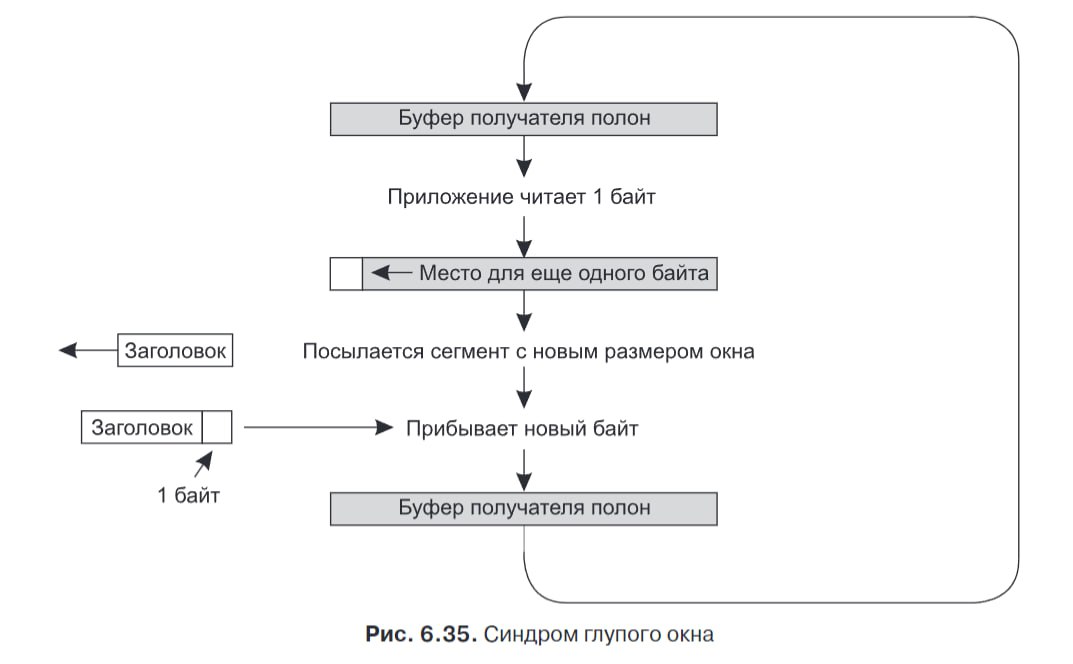 Буфер получателя полон
Приложение читает 1 байт
Место для еще одного байта
Заголовок
Посылается сегмент с новым размером окна
Заголовок
Прибывает новый байт
1 байт
Буфер получателя полон
Рис. 6.35. Синдром глупого окна